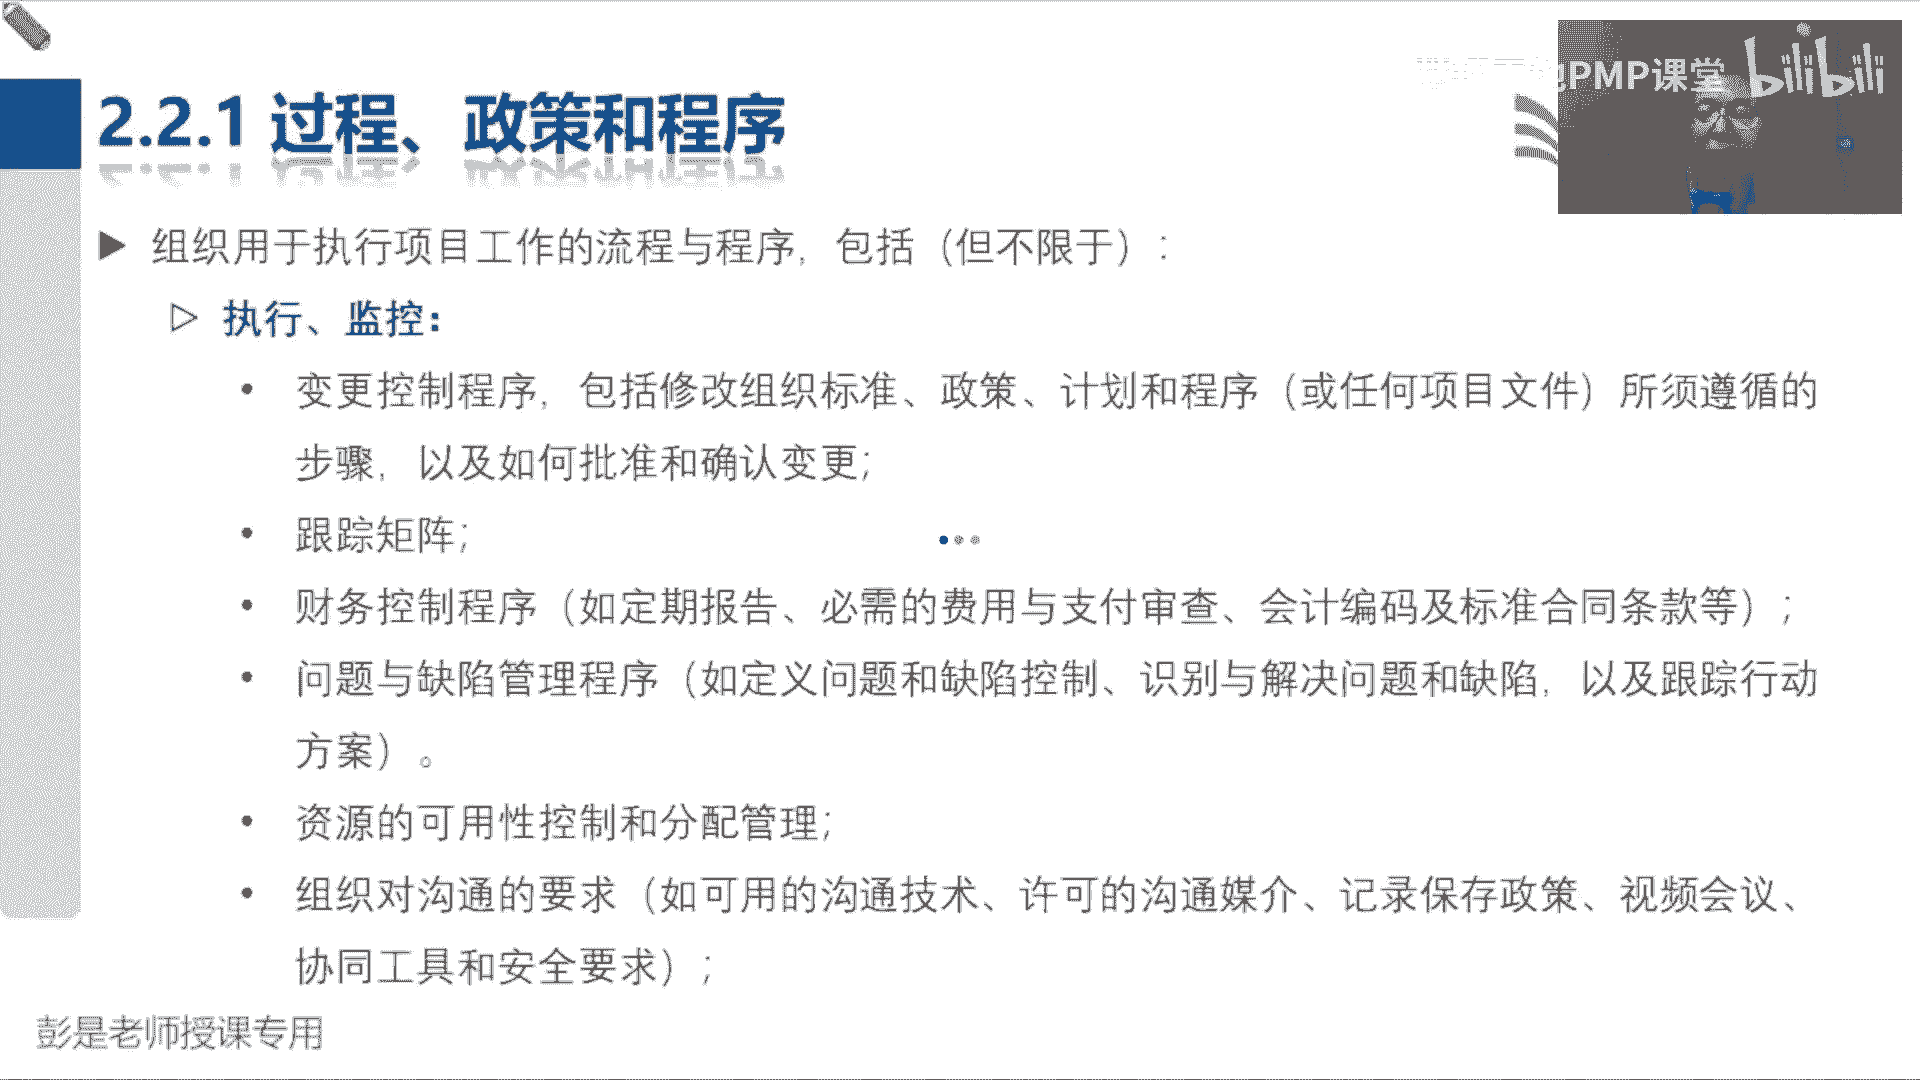 PMP课堂 bilibili
2.2.1 过程、政策和程序
组织用于执行项目工作的流程与程序，包括（但不限于）：
执行、监控：
• 变更控制程序，包括修改组织标准、政策、计划和程序（或任何项目文件）所须遵循的
步骤，以及如何批准和确认变更；
• 跟踪矩阵；
• 财务控制程序（如定期报告、必需的费用与支付审查、会计编码及标准合同条款等）；
• 问题与缺陷管理程序（如定义问题和缺陷控制、识别与解决问题和缺陷，以及跟踪行动
方案）。
• 资源的可用性控制和分配管理；
• 组织对沟通的要求（如可用的沟通技术、许可的沟通媒介、记录保存政策、视频会议、
协同工具和安全要求）；
彭是老师授课专用